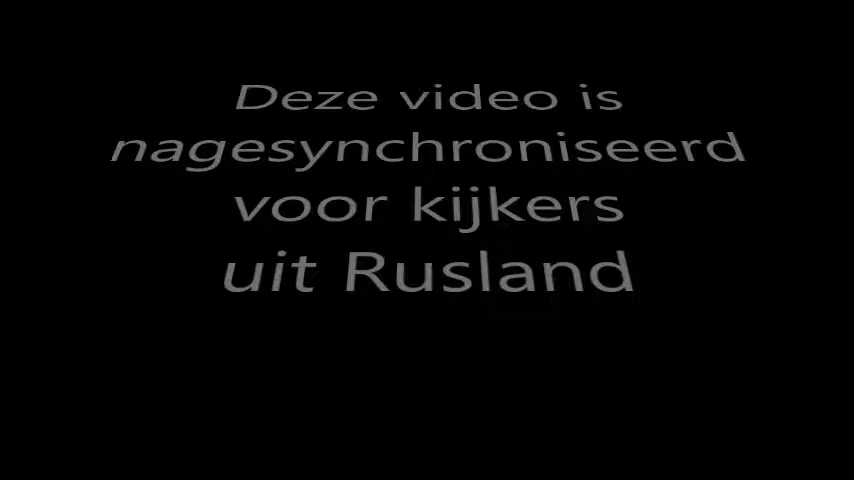 Deze video is
nagesynchroniseerd
voor kijkers
uit Rusland